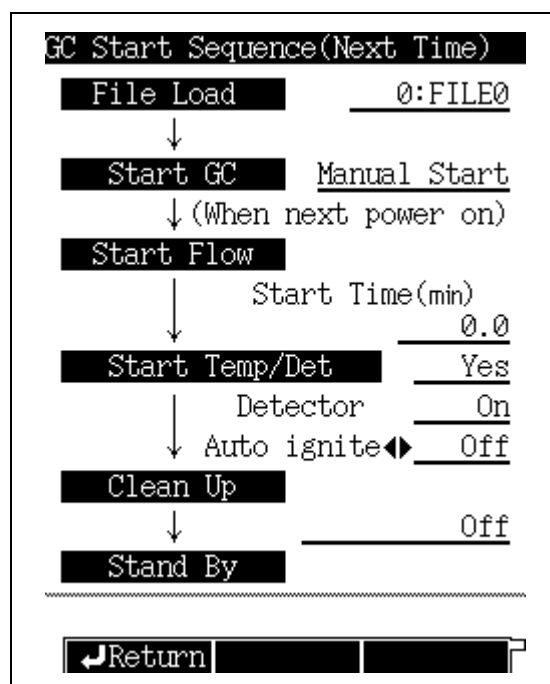 GC Start Sequence(Next Time)
File Load 0:FILE0
↓
Start GC Manual Start
↓(When next power on)
Start Flow
Start Time(min)
↓ 0.0
Start Temp/Det Yes
Detector On
↓ Auto ignite◀▶ Off
Clean Up
↓ Off
Stand By
↵Return